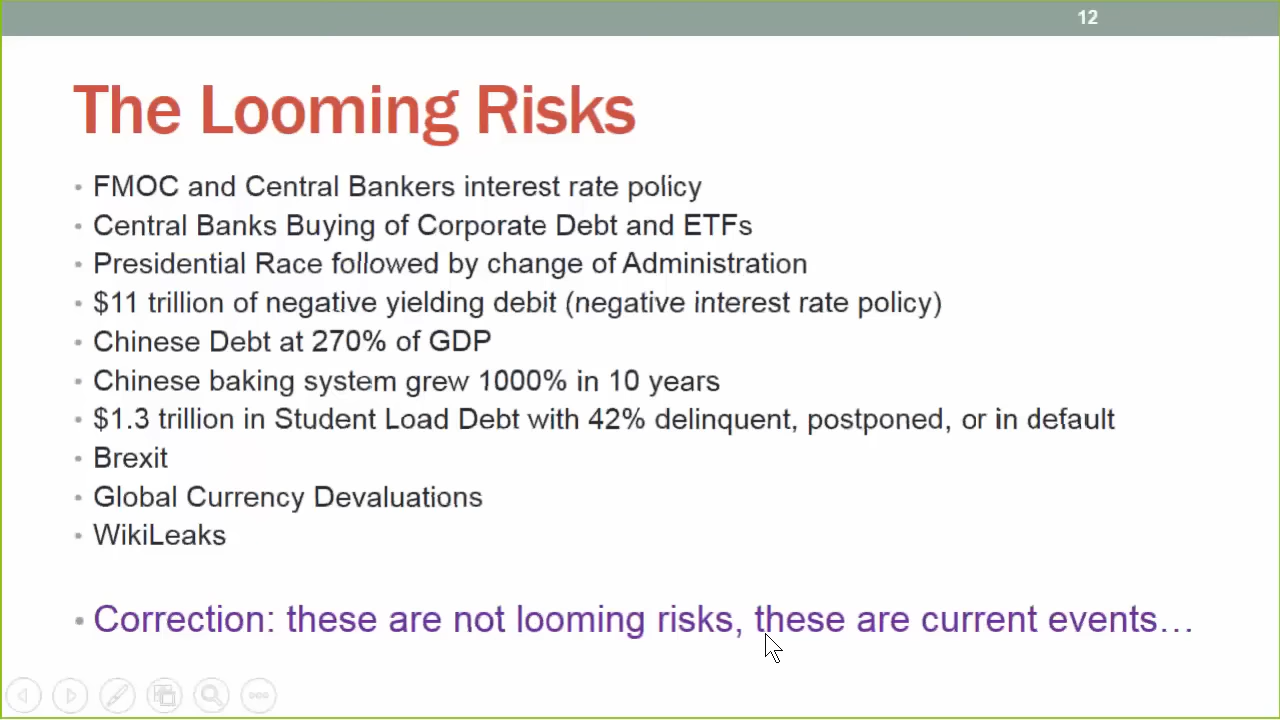 12
The Looming Risks
• FMOC and Central Bankers interest rate policy
• Central Banks Buying of Corporate Debt and ETFs
• Presidential Race followed by change of Administration
• $11 trillion of negative yielding debit (negative interest rate policy)
• Chinese Debt at 270% of GDP
• Chinese baking system grew 1000% in 10 years
• $1.3 trillion in Student Load Debt with 42% delinquent, postponed, or in default
• Brexit
• Global Currency Devaluations
• WikiLeaks
• Correction: these are not looming risks, these are current events…